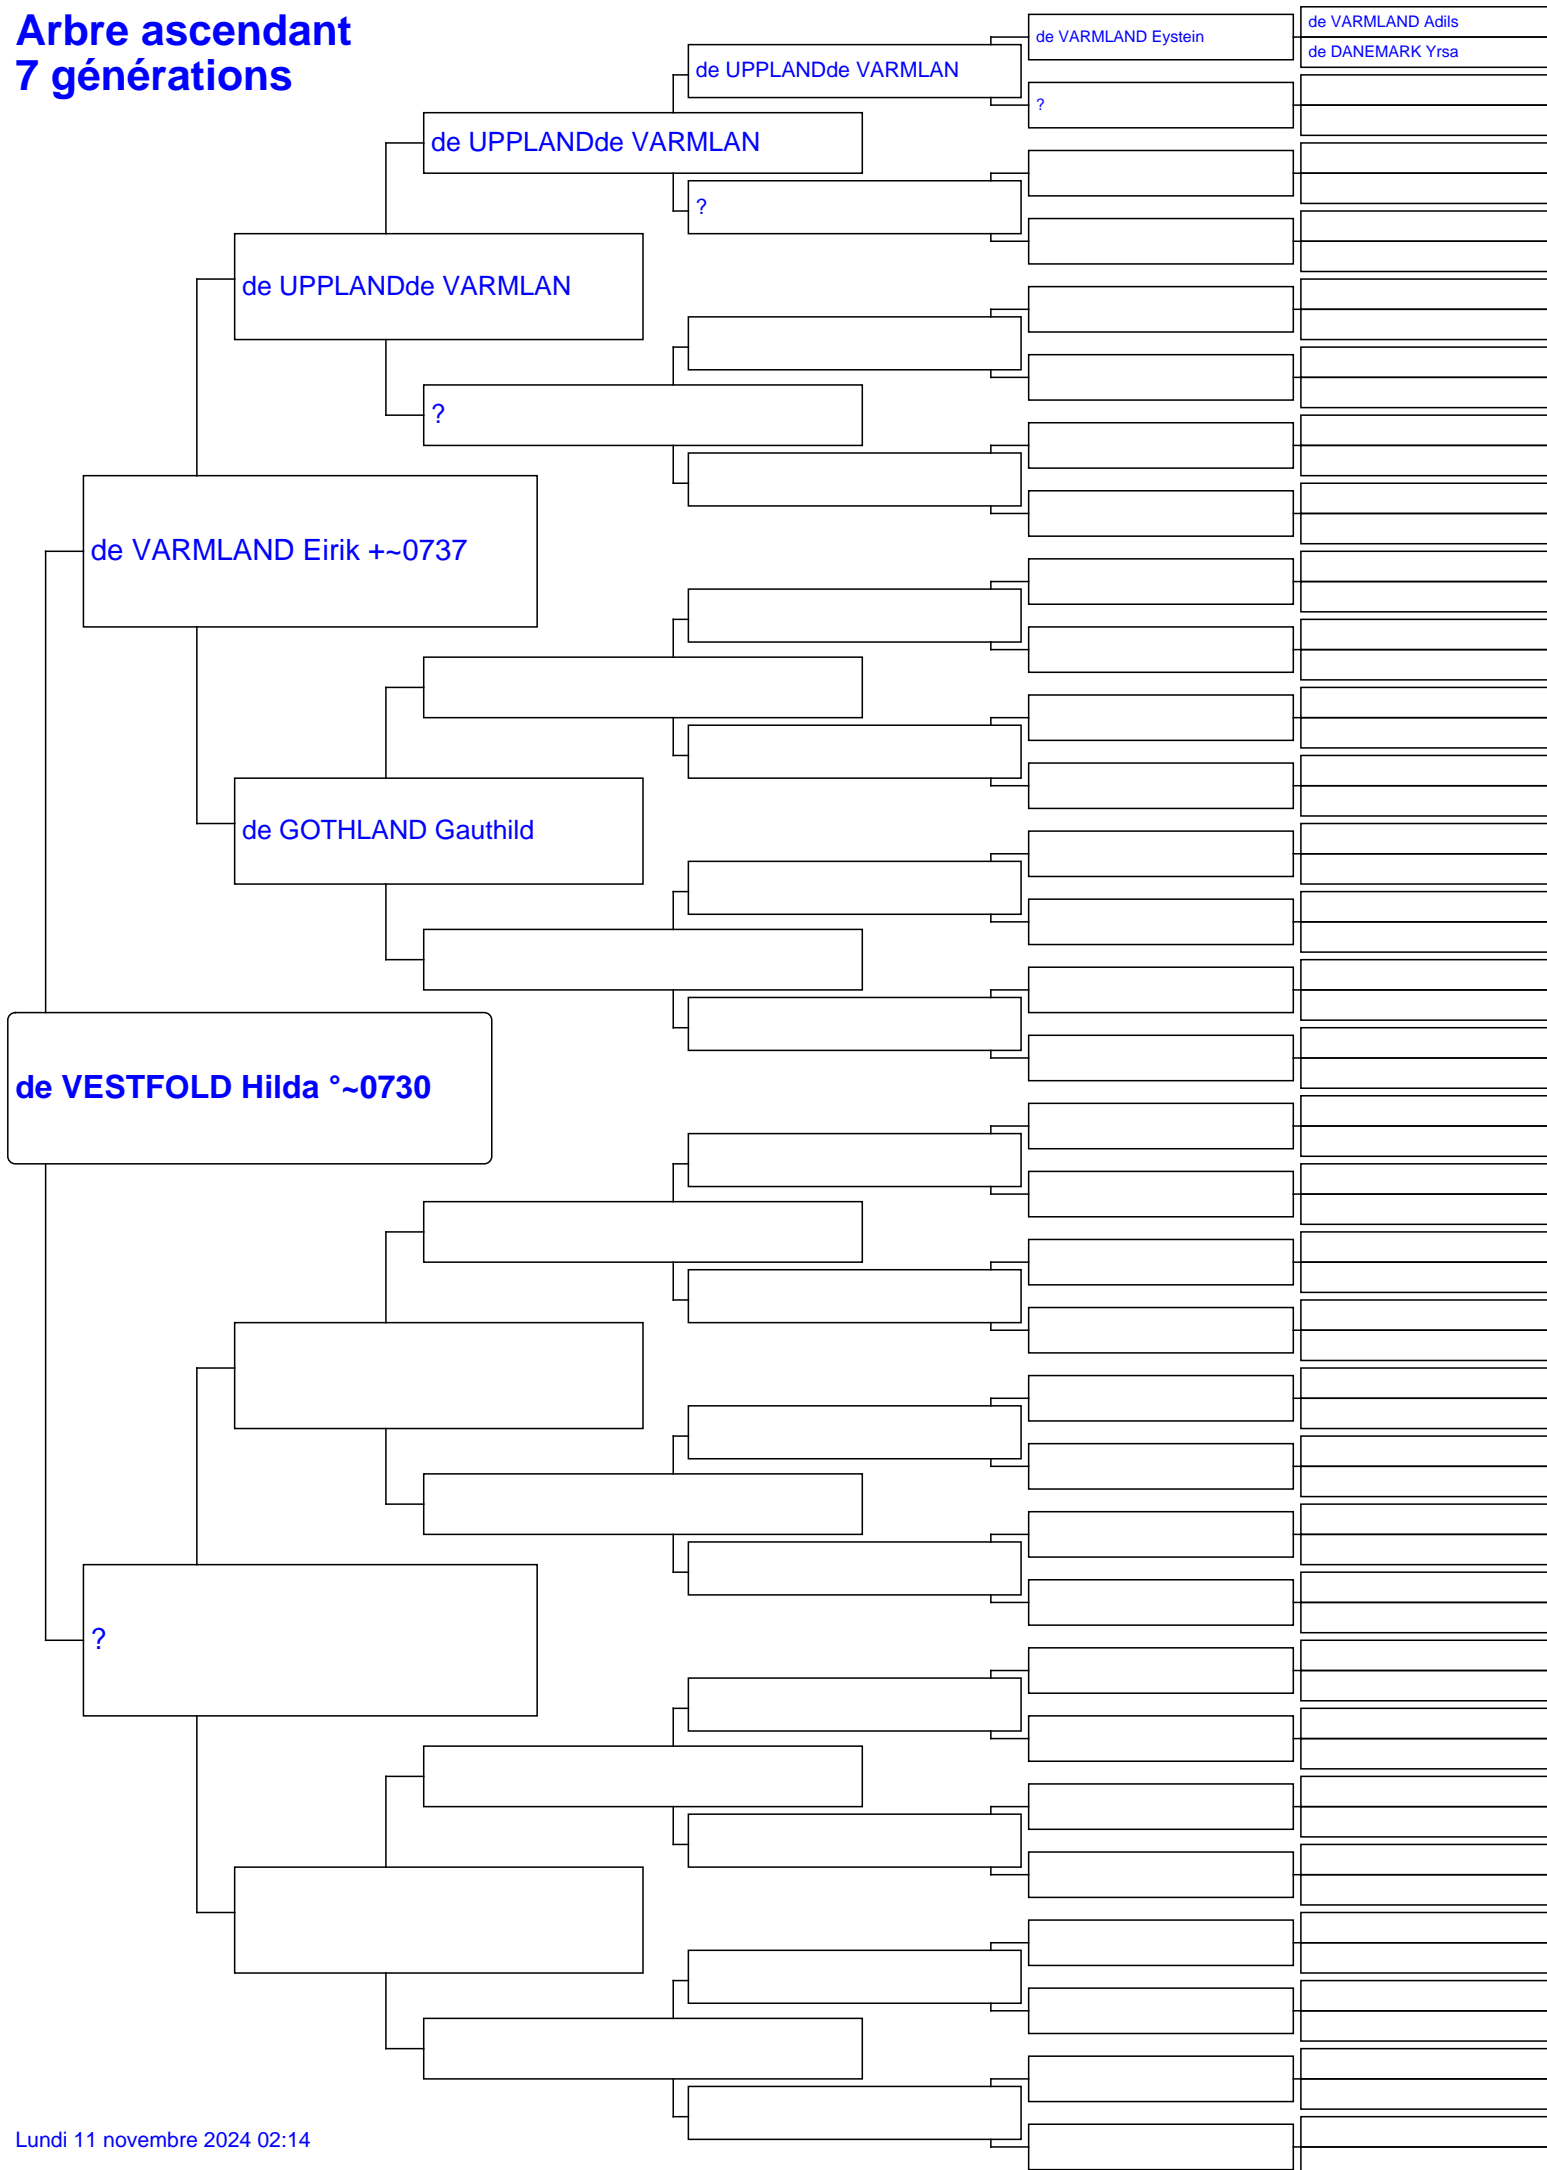 Arbre ascendant
7 générations
de VARMLAND Adils
de VARMLAND Eystein
de DANEMARK Yrsa
de UPPLANDde VARMLAN
?
de UPPLANDde VARMLAN
?
de UPPLANDde VARMLAN
?
de VARMLAND Eirik +~0737
de GOTHLAND Gauthild
de VESTFOLD Hilda °~0730
?
Lundi 11 novembre 2024 02:14